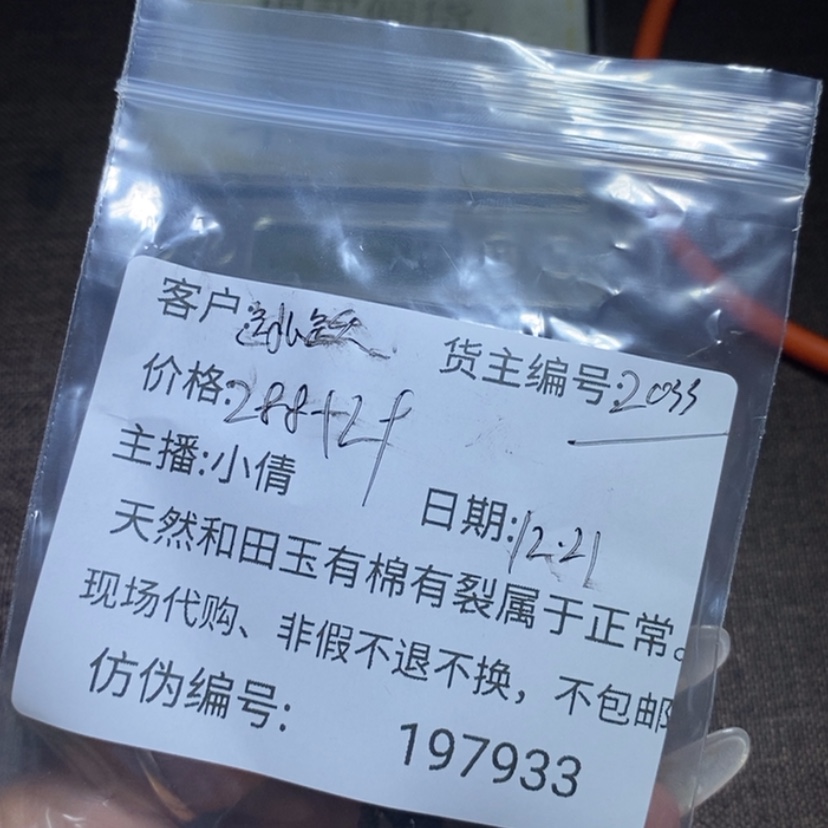 客户: 货主编号:2033
价格:288+2件
主播:小倩 日期:12.21
天然和田玉有棉有裂属于正常。
现场代购、非假不退不换，不包邮
仿伪编号: 197933